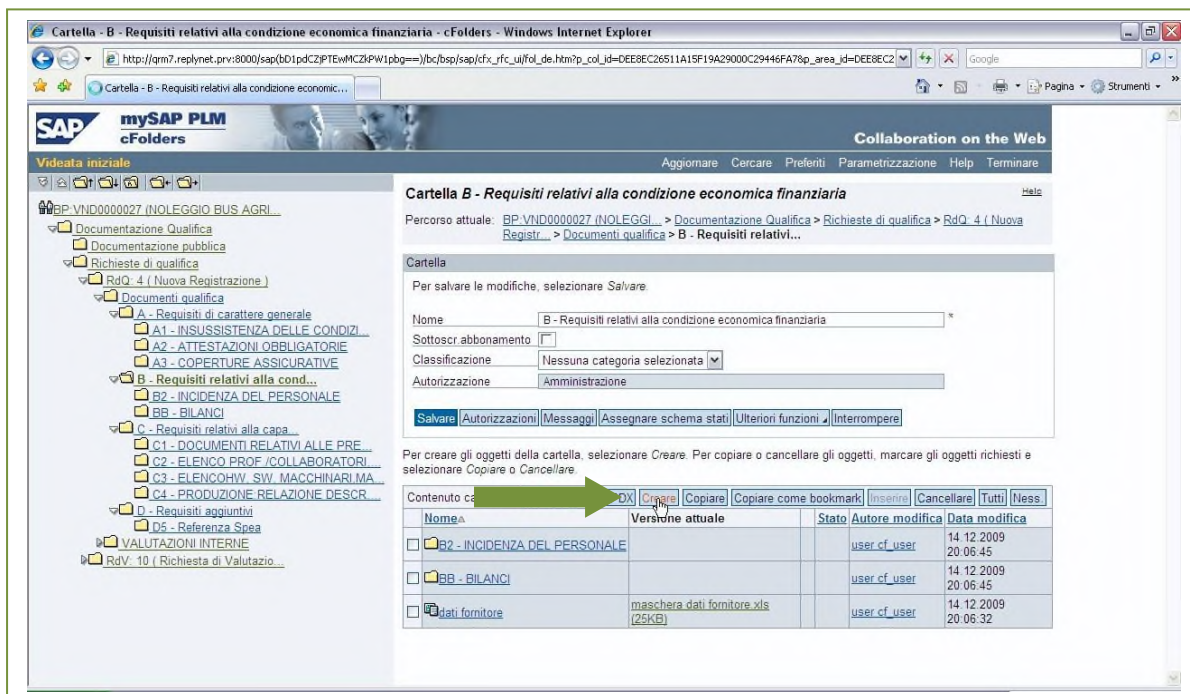 Cartella - B - Requisiti relativi alla condizione economica finanziaria - cFolders - Windows Internet Explorer
Google
Cartella - B - Requisiti relativi alla condizione economic...
Pagina
Strumenti
SAP
mySAP PLM
cFolders
Collaboration on the Web
Videata iniziale
Aggiornare Cercare Preferiti Parametrizzazione Help Terminare
BP:VND0000027 (NOLEGGIO BUS AGRI...
Documentazione Qualifica
Documentazione pubblica
Richieste di qualifica
RdQ: 4 ( Nuova Registrazione )
Documenti qualifica
A - Requisiti di carattere generale
A1 - INSUSSISTENZA DELLE CONDIZI...
A2 - ATTESTAZIONI OBBLIGATORIE
A3 - COPERTURE ASSICURATIVE
B - Requisiti relativi alla cond...
B2 - INCIDENZA DEL PERSONALE
BB - BILANCI
C - Requisiti relativi alla capa...
C1 - DOCUMENTI RELATIVI ALLE PRE...
C2 - ELENCO PROF /COLLABORATORI,...
C3 - ELENCOHW, SW, MACCHINARI,MA...
C4 - PRODUZIONE RELAZIONE DESCR...
D - Requisiti aggiuntivi
D5 - Referenza Spea
VALUTAZIONI INTERNE
RdV: 10 ( Richiesta di Valutazio...
Cartella B - Requisiti relativi alla condizione economica finanziaria
Help
Percorso attuale: BP:VND0000027 (NOLEGGI... > Documentazione Qualifica > Richieste di qualifica > RdQ: 4 ( Nuova
Registr... > Documenti qualifica > B - Requisiti relativi...
Cartella
Per salvare le modifiche, selezionare Salvare.
Nome B - Requisiti relativi alla condizione economica finanziaria *
Sottoscr.abbonamento
Classificazione Nessuna categoria selezionata
Autorizzazione Amministrazione
Salvare Autorizzazioni Messaggi Assegnare schema stati Ulteriori funzioni Interrompere
Per creare gli oggetti della cartella, selezionare Creare. Per copiare o cancellare gli oggetti, marcare gli oggetti richiesti e
selezionare Copiare o Cancellare.
Contenuto ca DX Creare Copiare Copiare come bookmark Inserire Cancellare Tutti Ness.
Nome Versione attuale Stato Autore modifica Data modifica
B2 - INCIDENZA DEL PERSONALE user cf_user 14.12.2009
20:06:45
BB - BILANCI user cf_user 14.12.2009
20:06:45
dati fornitore maschera dati fornitore.xls
(25KB) user cf_user 14.12.2009
20:06:32